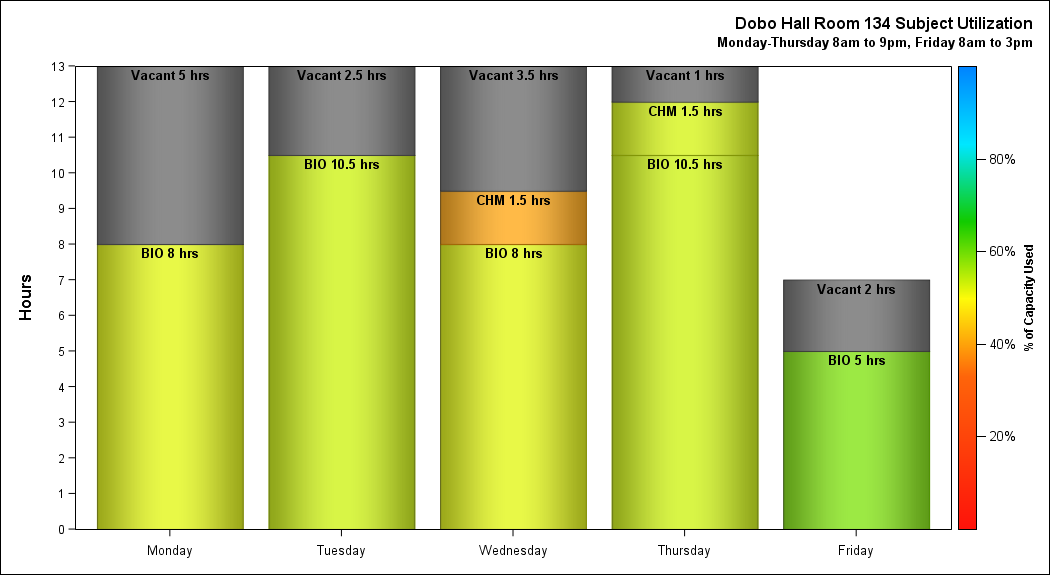 Dobo Hall Room 134 Subject Utilization
Monday-Thursday 8am to 9pm, Friday 8am to 3pm
Hours
13
12
11
10
9
8
7
6
5
4
3
2
1
0
Vacant 5 hrs
BIO 8 hrs
Vacant 2.5 hrs
BIO 10.5 hrs
Vacant 3.5 hrs
CHM 1.5 hrs
BIO 8 hrs
Vacant 1 hrs
CHM 1.5 hrs
BIO 10.5 hrs
Vacant 2 hrs
BIO 5 hrs
Monday
Tuesday
Wednesday
Thursday
Friday
80%
60%
40%
20%
% of Capacity Used